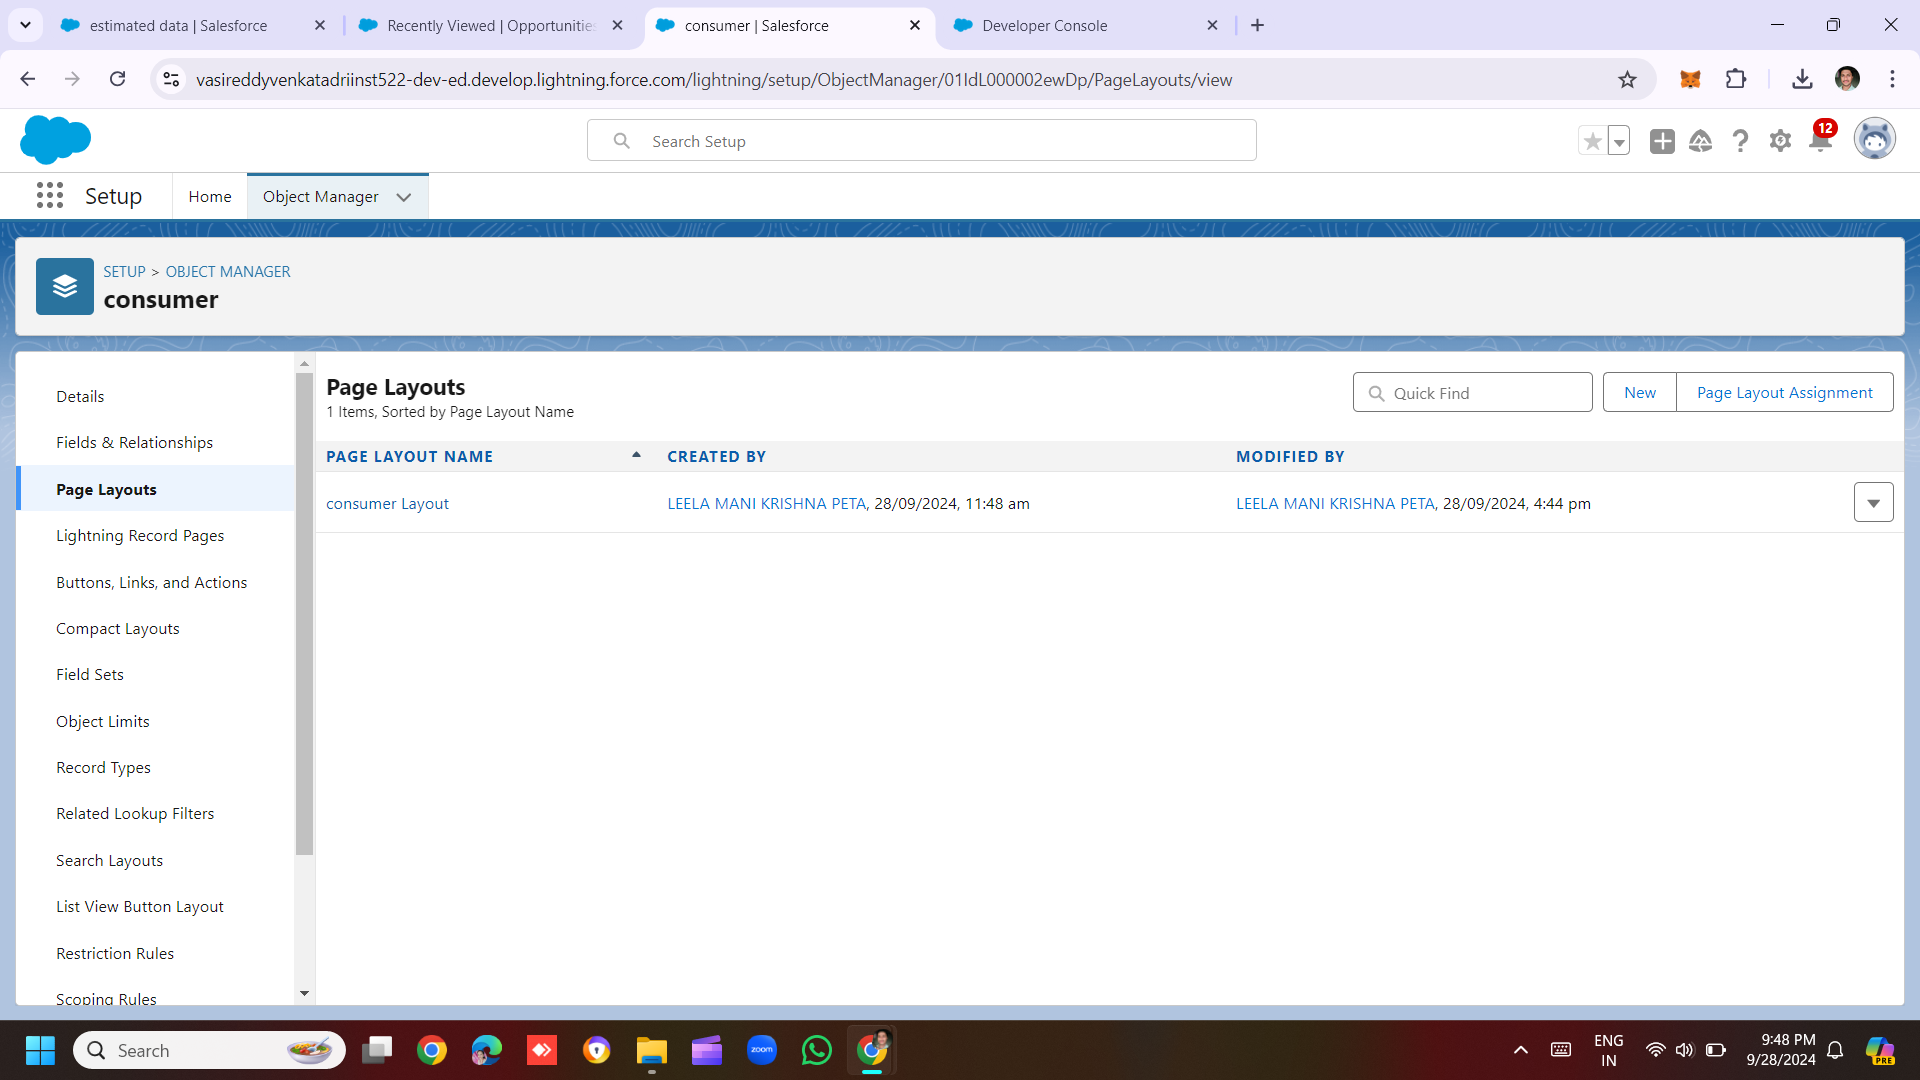 estimated data | Salesforce
Recently Viewed | Opportunities
consumer | Salesforce
Developer Console
vasireddyvenkatadriinst522-dev-ed.develop.lightning.force.com/lightning/setup/ObjectManager/01IdL000002ewDp/PageLayouts/view
Search Setup
12
Setup
Home
Object Manager
SETUP > OBJECT MANAGER
consumer
Details
Fields & Relationships
Page Layouts
Lightning Record Pages
Buttons, Links, and Actions
Compact Layouts
Field Sets
Object Limits
Record Types
Related Lookup Filters
Search Layouts
List View Button Layout
Restriction Rules
Scoping Rules
Page Layouts
1 Items, Sorted by Page Layout Name
Quick Find
New
Page Layout Assignment
PAGE LAYOUT NAME
CREATED BY
MODIFIED BY
consumer Layout
LEELA MANI KRISHNA PETA, 28/09/2024, 11:48 am
LEELA MANI KRISHNA PETA, 28/09/2024, 4:44 pm
Search
zoom
ENG
IN
9:48 PM
9/28/2024
PRE